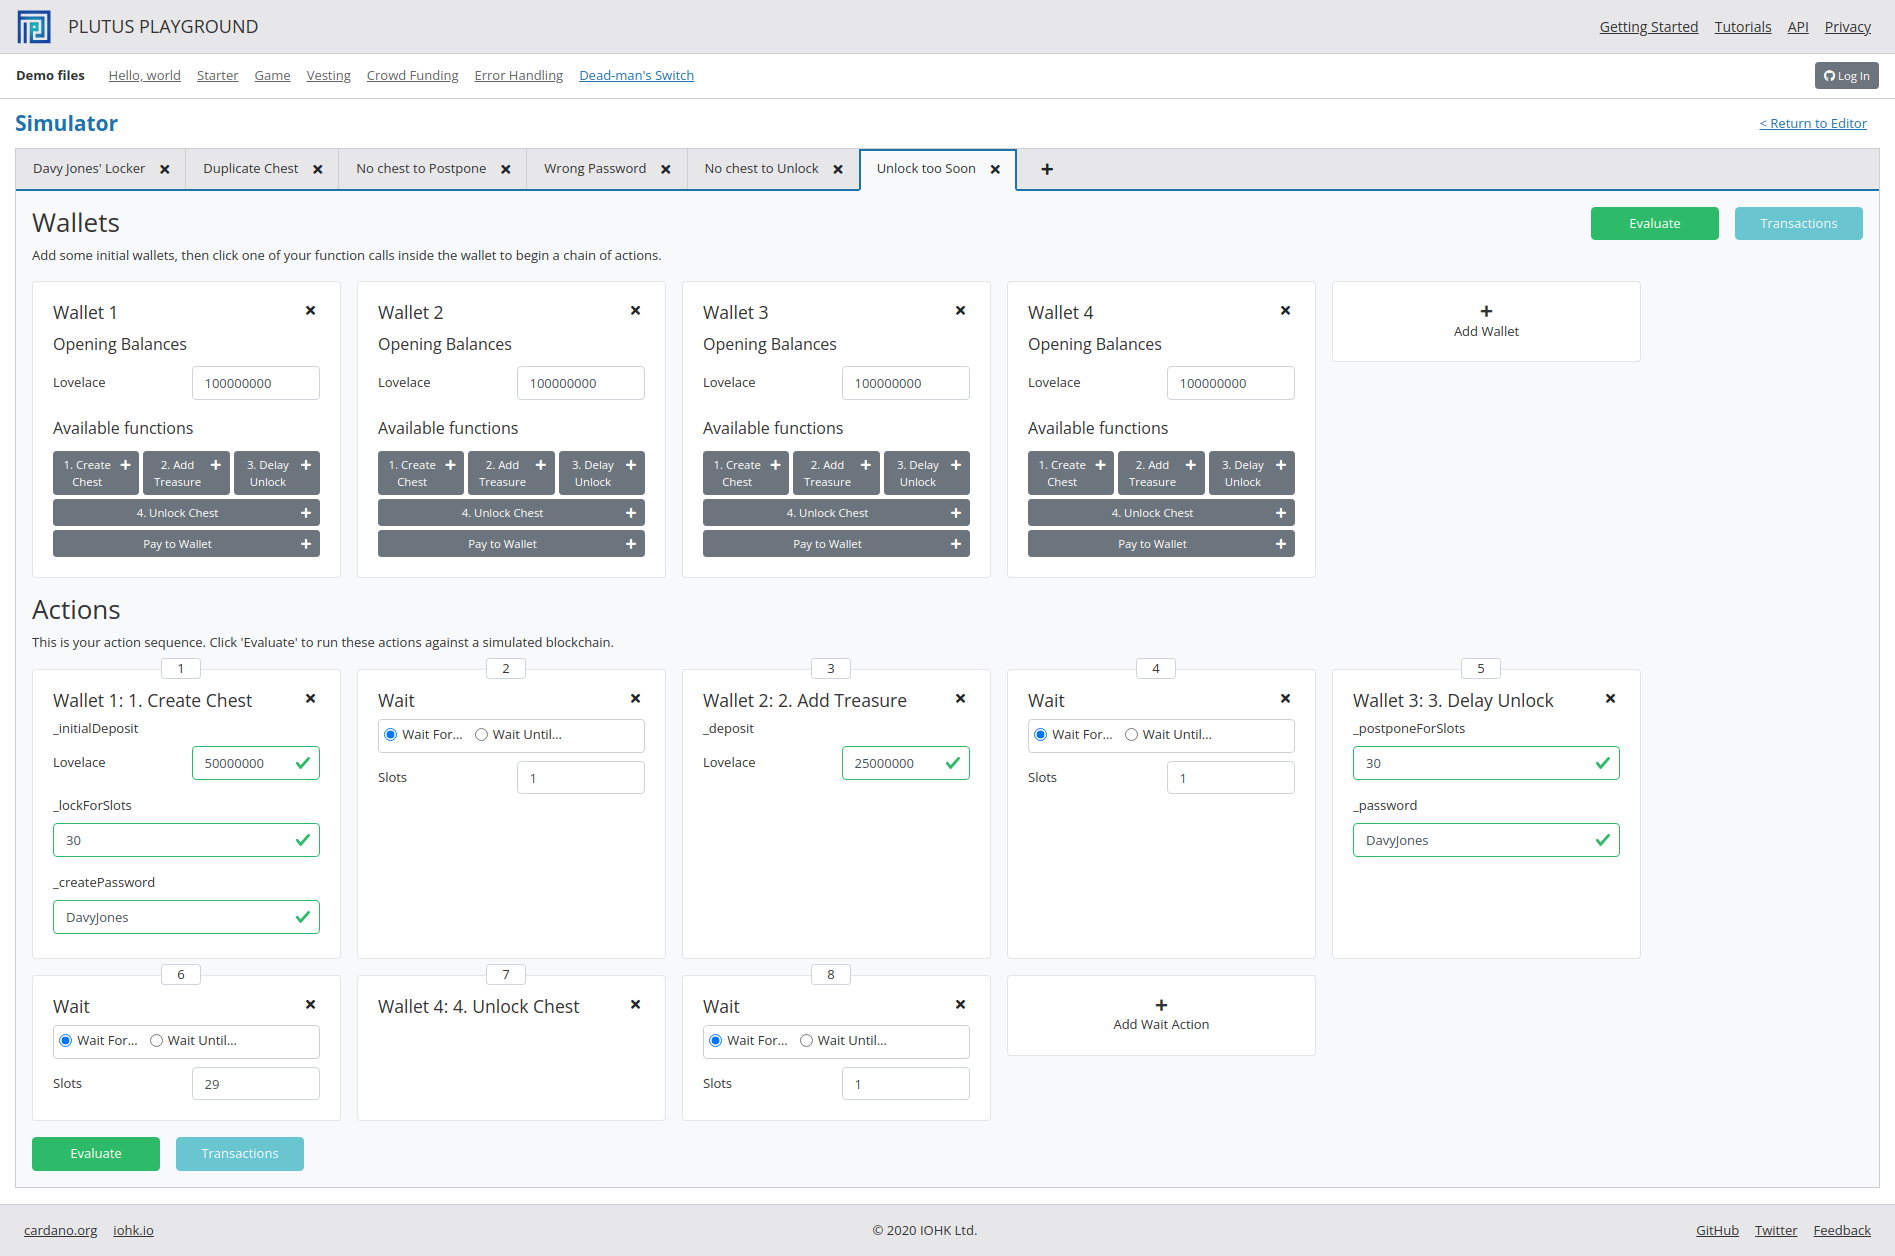 PLUTUS PLAYGROUND
Getting Started Tutorials API Privacy
Demo files Hello, world Starter Game Vesting Crowd Funding Error Handling Dead-man's Switch
Log In
Simulator
< Return to Editor
Davy Jones' Locker Duplicate Chest No chest to Postpone Wrong Password No chest to Unlock Unlock too Soon
Wallets
Evaluate Transactions
Add some initial wallets, then click one of your function calls inside the wallet to begin a chain of actions.
Wallet 1
Opening Balances
Lovelace 100000000
Available functions
1. Create Chest
2. Add Treasure
3. Delay Unlock
4. Unlock Chest
Pay to Wallet
Wallet 2
Opening Balances
Lovelace 100000000
Available functions
1. Create Chest
2. Add Treasure
3. Delay Unlock
4. Unlock Chest
Pay to Wallet
Wallet 3
Opening Balances
Lovelace 100000000
Available functions
1. Create Chest
2. Add Treasure
3. Delay Unlock
4. Unlock Chest
Pay to Wallet
Wallet 4
Opening Balances
Lovelace 100000000
Available functions
1. Create Chest
2. Add Treasure
3. Delay Unlock
4. Unlock Chest
Pay to Wallet
Add Wallet
Actions
This is your action sequence. Click 'Evaluate' to run these actions against a simulated blockchain.
1
Wallet 1: 1. Create Chest
_initialDeposit
Lovelace 50000000
_lockForSlots
30
_createPassword
DavyJones
2
Wait
Wait For... Wait Until...
Slots 1
3
Wallet 2: 2. Add Treasure
_deposit
Lovelace 25000000
4
Wait
Wait For... Wait Until...
Slots 1
5
Wallet 3: 3. Delay Unlock
_postponeForSlots
30
_password
DavyJones
6
Wait
Wait For... Wait Until...
Slots 29
7
Wallet 4: 4. Unlock Chest
8
Wait
Wait For... Wait Until...
Slots 1
Add Wait Action
Evaluate Transactions
cardano.org iohk.io
© 2020 IOHK Ltd.
GitHub Twitter Feedback